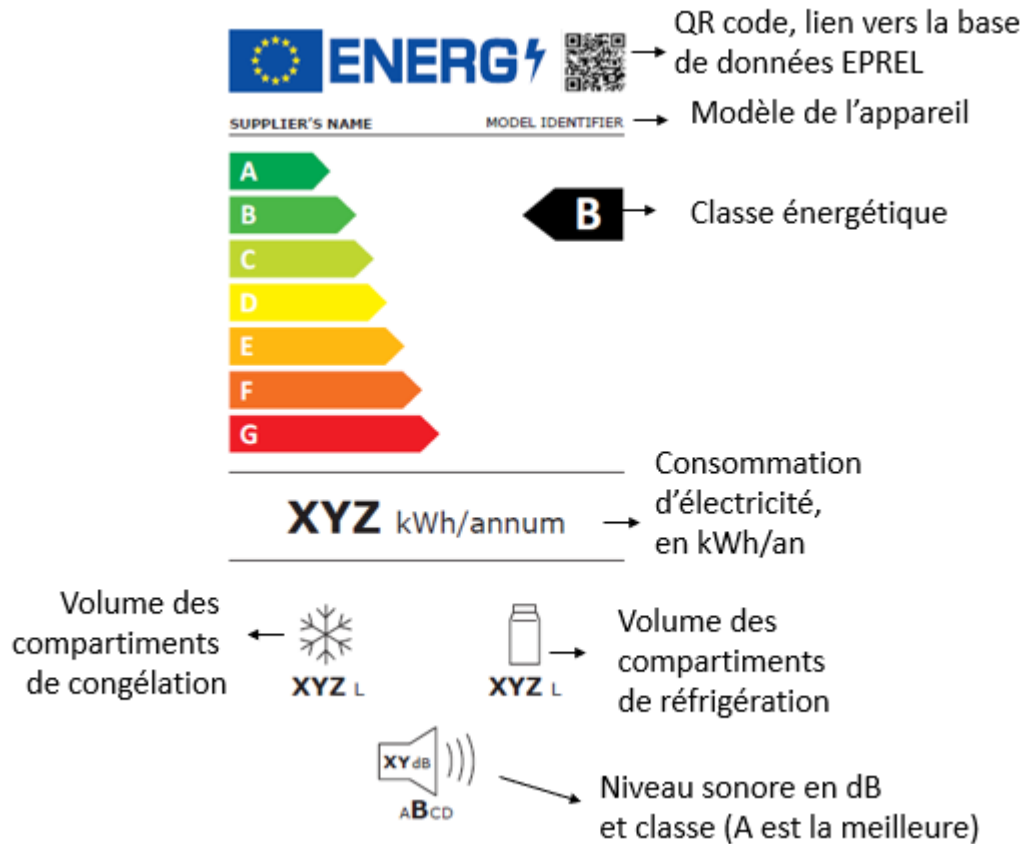 ENERG
QR code, lien vers la base
de données EPREL
SUPPLIER'S NAME
MODEL IDENTIFIER
Modèle de l'appareil
A
B
B
Classe énergétique
C
D
E
F
G
XYZ kWh/annum
Consommation
d'électricité,
en kWh/an
Volume des
compartiments
de congélation
XYZ L
XYZ L
Volume des
compartiments
de réfrigération
XY dB
ABCD
Niveau sonore en dB
et classe (A est la meilleure)